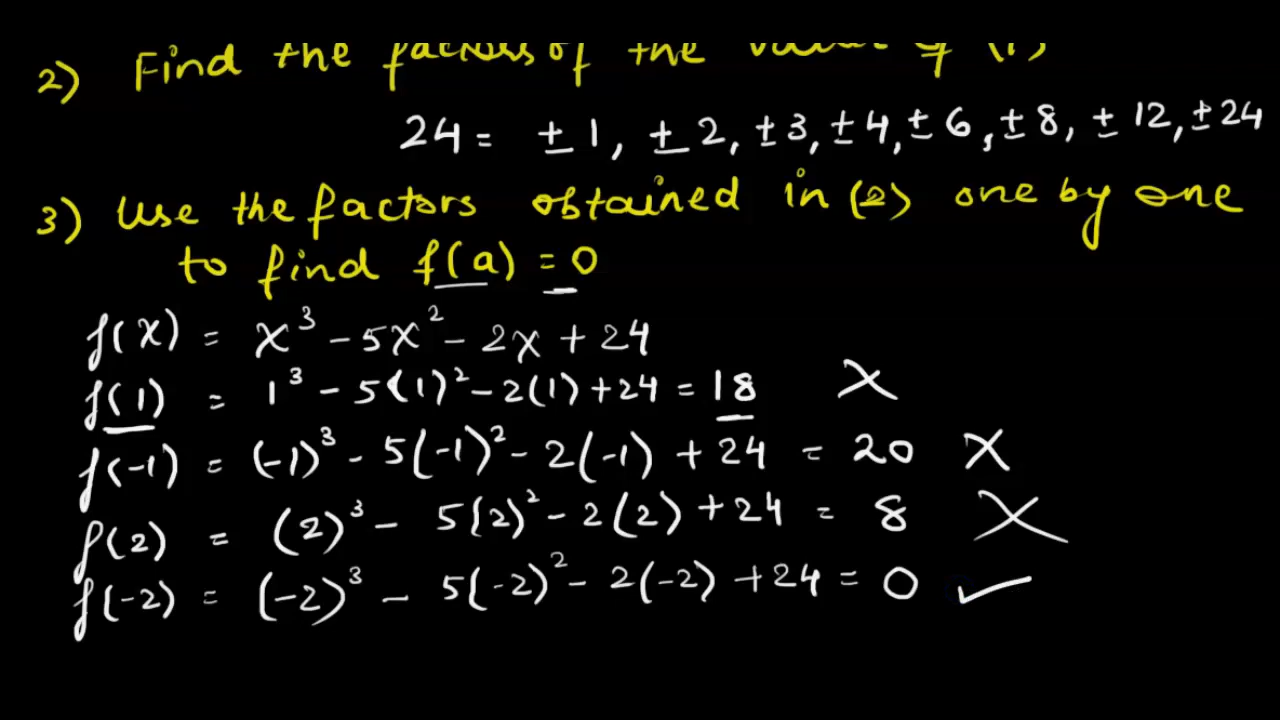 2) Find the factors of the value of (1)
24 = ± 1, ± 2, ± 3, ± 4, ± 6, ± 8, ± 12, ± 24
3) Use the factors obtained in (2) one by one
to find f(a) = 0
f(x) = x³ - 5x² - 2x + 24
f(1) = 1³ - 5(1)² - 2(1) + 24 = 18 X
f(-1) = (-1)³ - 5(-1)² - 2(-1) + 24 = 20 X
f(2) = (2)³ - 5(2)² - 2(2) + 24 = 8 X
f(-2) = (-2)³ - 5(-2)² - 2(-2) + 24 = 0 ✓